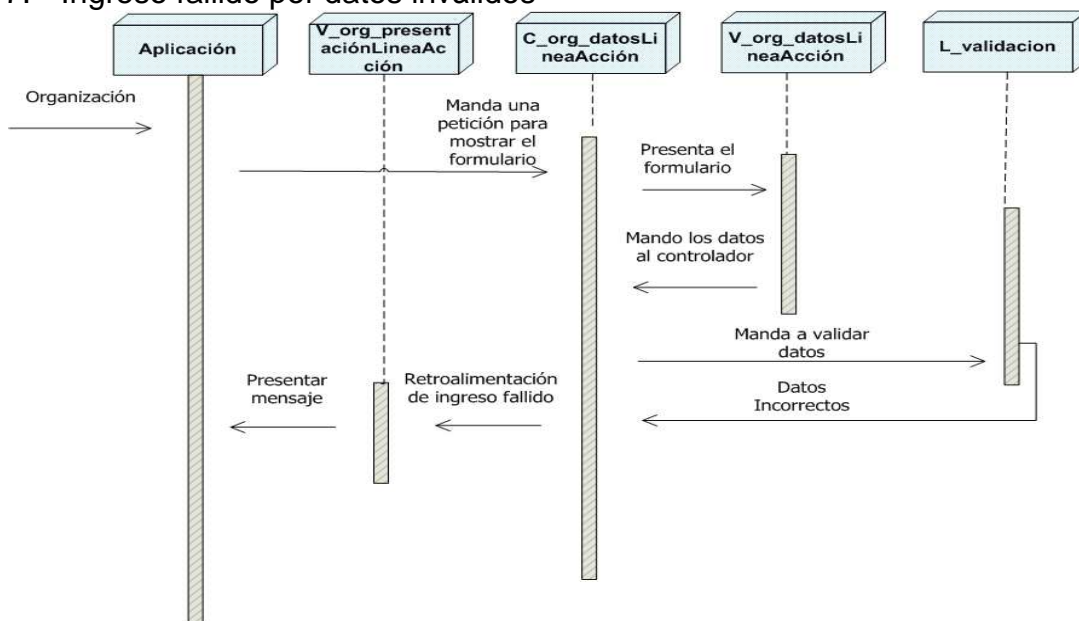 7. Ingreso fallido por datos inválidos
Aplicación
V_org_present
aciónLineaAc
ción
C_org_datosLi
neaAcción
V_org_datosLi
neaAcción
L_validacion
Organización
Manda una
petición para
mostrar el
formulario
Presenta el
formulario
Mando los datos
al controlador
Manda a validar
datos
Datos
Incorrectos
Retroalimentación
de ingreso fallido
Presentar
mensaje